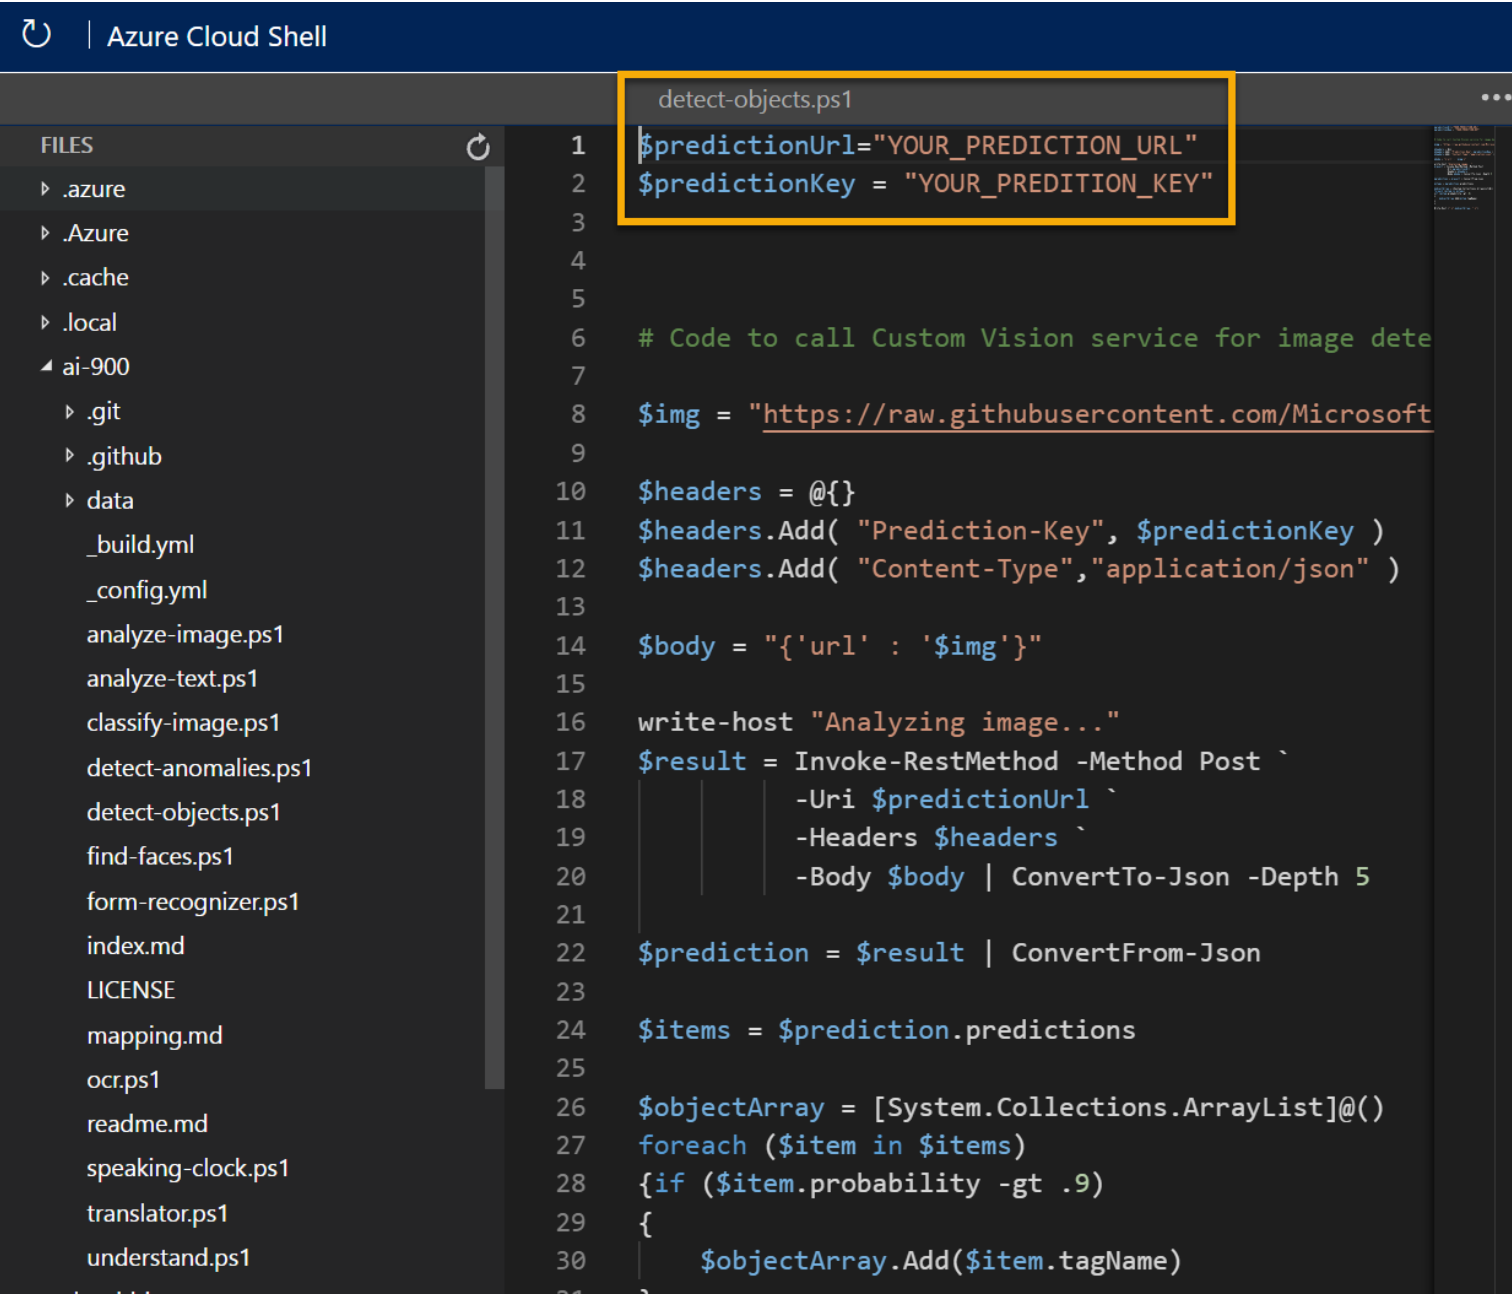 Azure Cloud Shell
detect-objects.ps1
FILES
.azure
.Azure
.cache
.local
ai-900
.git
.github
data
_build.yml
_config.yml
analyze-image.ps1
analyze-text.ps1
classify-image.ps1
detect-anomalies.ps1
detect-objects.ps1
find-faces.ps1
form-recognizer.ps1
index.md
LICENSE
mapping.md
ocr.ps1
readme.md
speaking-clock.ps1
translator.ps1
understand.ps1
1 $predictionUrl="YOUR_PREDICTION_URL"
2 $predictionKey = "YOUR_PREDITION_KEY"
3
4
5
6 # Code to call Custom Vision service for image dete
7
8 $img = "https://raw.githubusercontent.com/Microsoft
9
10 $headers = @{}
11 $headers.Add( "Prediction-Key", $predictionKey )
12 $headers.Add( "Content-Type","application/json" )
13
14 $body = "{'url' : '$img'}"
15
16 write-host "Analyzing image..."
17 $result = Invoke-RestMethod -Method Post `
18 -Uri $predictionUrl `
19 -Headers $headers `
20 -Body $body | ConvertTo-Json -Depth 5
21
22 $prediction = $result | ConvertFrom-Json
23
24 $items = $prediction.predictions
25
26 $objectArray = [System.Collections.ArrayList]@()
27 foreach ($item in $items)
28 {if ($item.probability -gt .9)
29 {
30 $objectArray.Add($item.tagName)